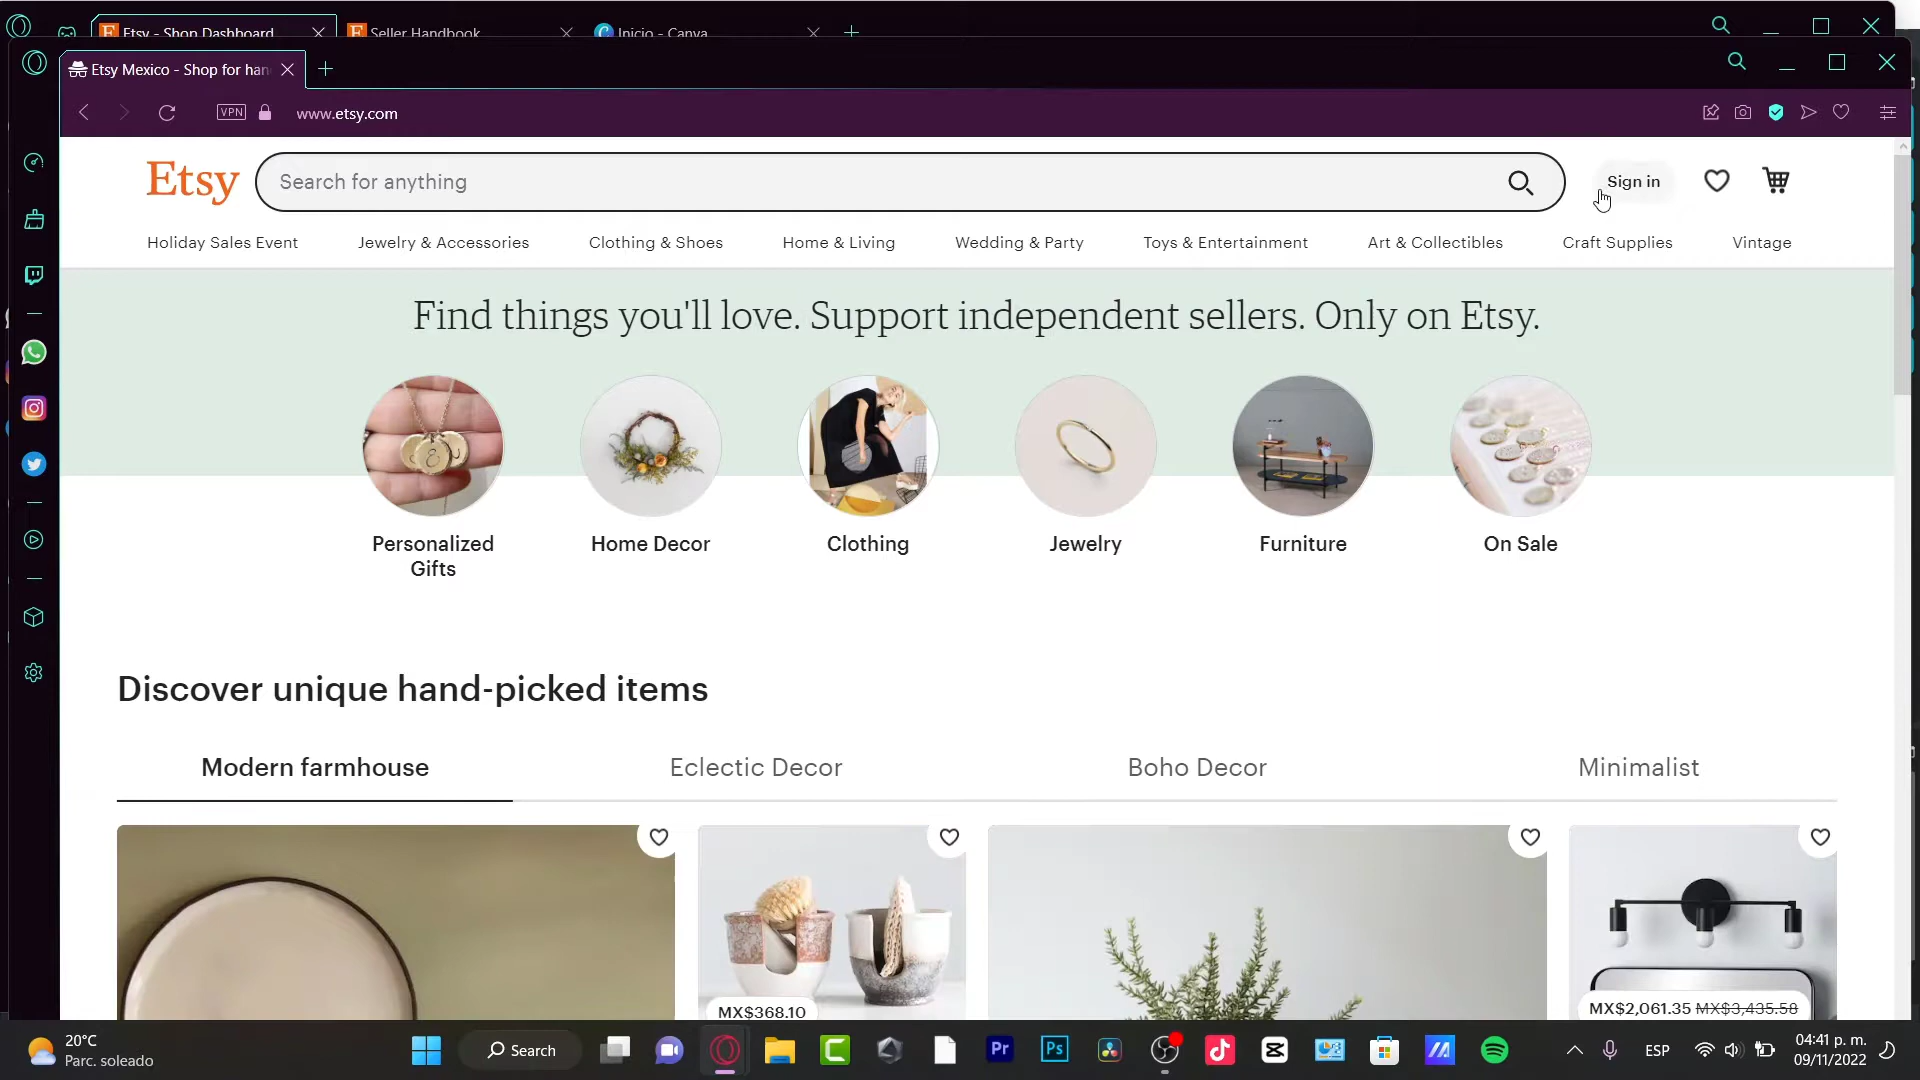 Etsy - Shop Dashboard
Seller Handbook
Inicio - Canva
Etsy Mexico - Shop for han
VPN
www.etsy.com
Etsy
Search for anything
Sign in
Holiday Sales Event
Jewelry & Accessories
Clothing & Shoes
Home & Living
Wedding & Party
Toys & Entertainment
Art & Collectibles
Craft Supplies
Vintage
Find things you'll love. Support independent sellers. Only on Etsy.
Personalized
Gifts
Home Decor
Clothing
Jewelry
Furniture
On Sale
Discover unique hand-picked items
Modern farmhouse
Eclectic Decor
Boho Decor
Minimalist
MX$368.10
MX$2,061.35 MX$3,435.58
20°C
Parc. soleado
Search
Pr
Ps
ESP
04:41 p. m.
09/11/2022